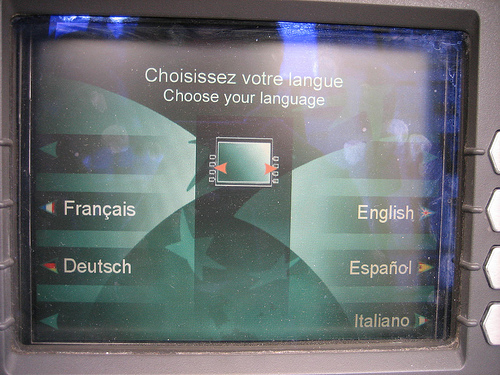 Choisissez votre langue
Choose your language
Français
English
Deutsch
Español
Italiano